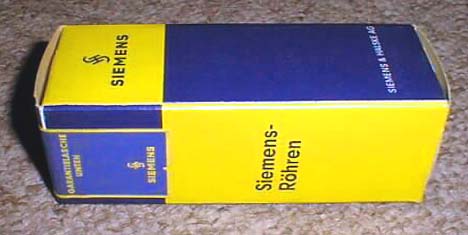 SIEMENS
SIEMENS & HALSKE AG
GARANTIELASCHE
UNTEN
SIEMENS
Siemens-
Röhren